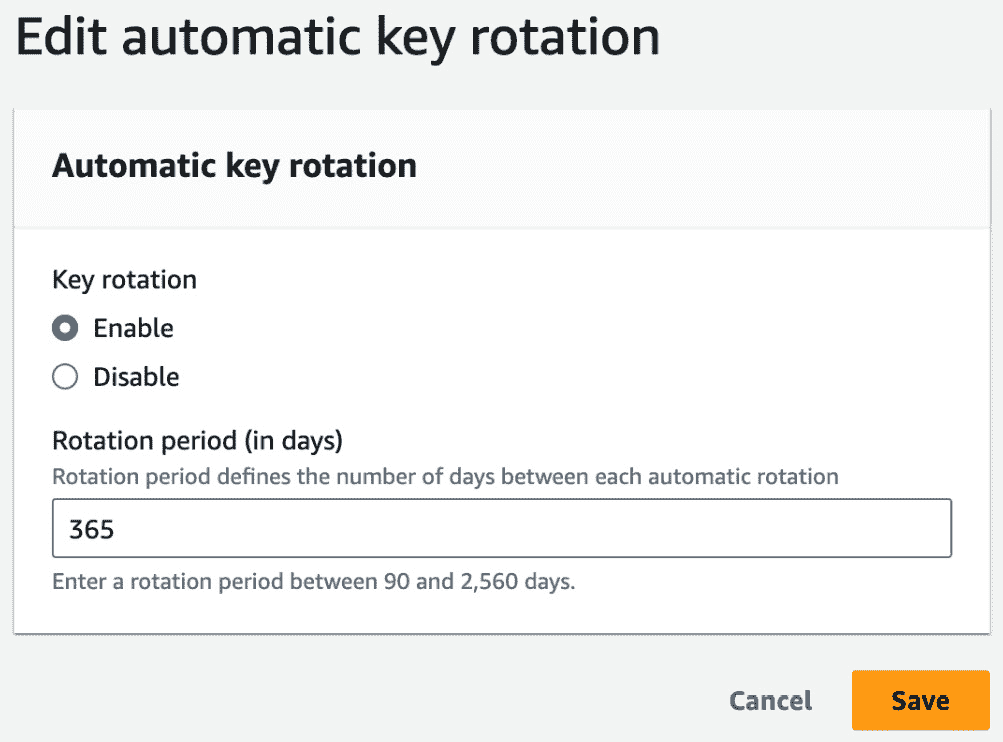 Edit automatic key rotation
Automatic key rotation
Key rotation
Enable
Disable
Rotation period (in days)
Rotation period defines the number of days between each automatic rotation
365
Enter a rotation period between 90 and 2,560 days.
Cancel
Save